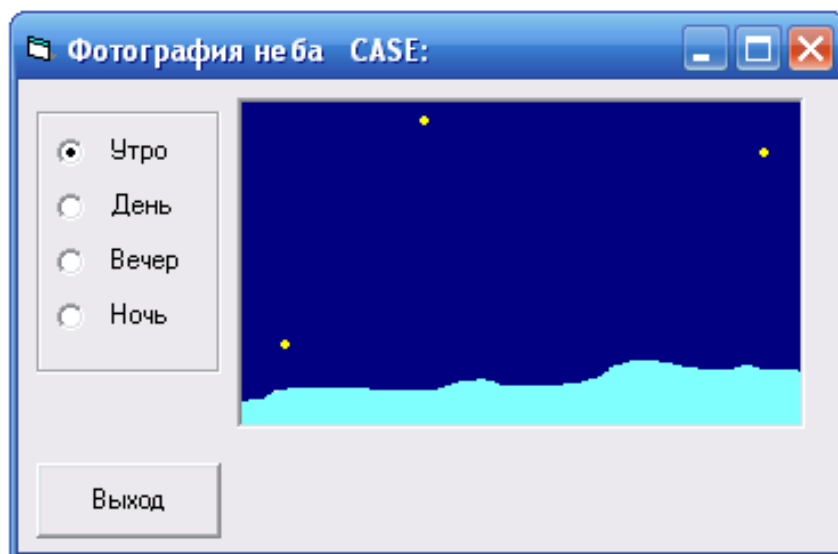 Фотография неба CASE:
Утро
День
Вечер
Ночь
Выход